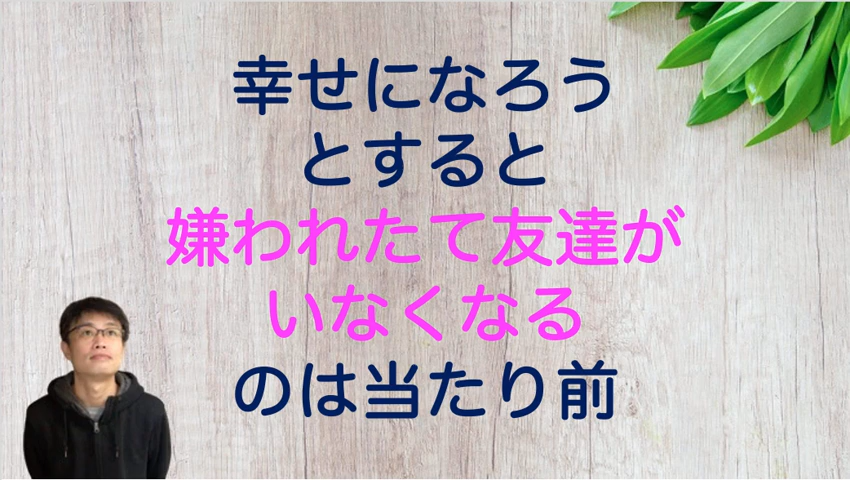 幸せになろう
とすると
嫌われたて友達が
いなくなる
のは当たり前